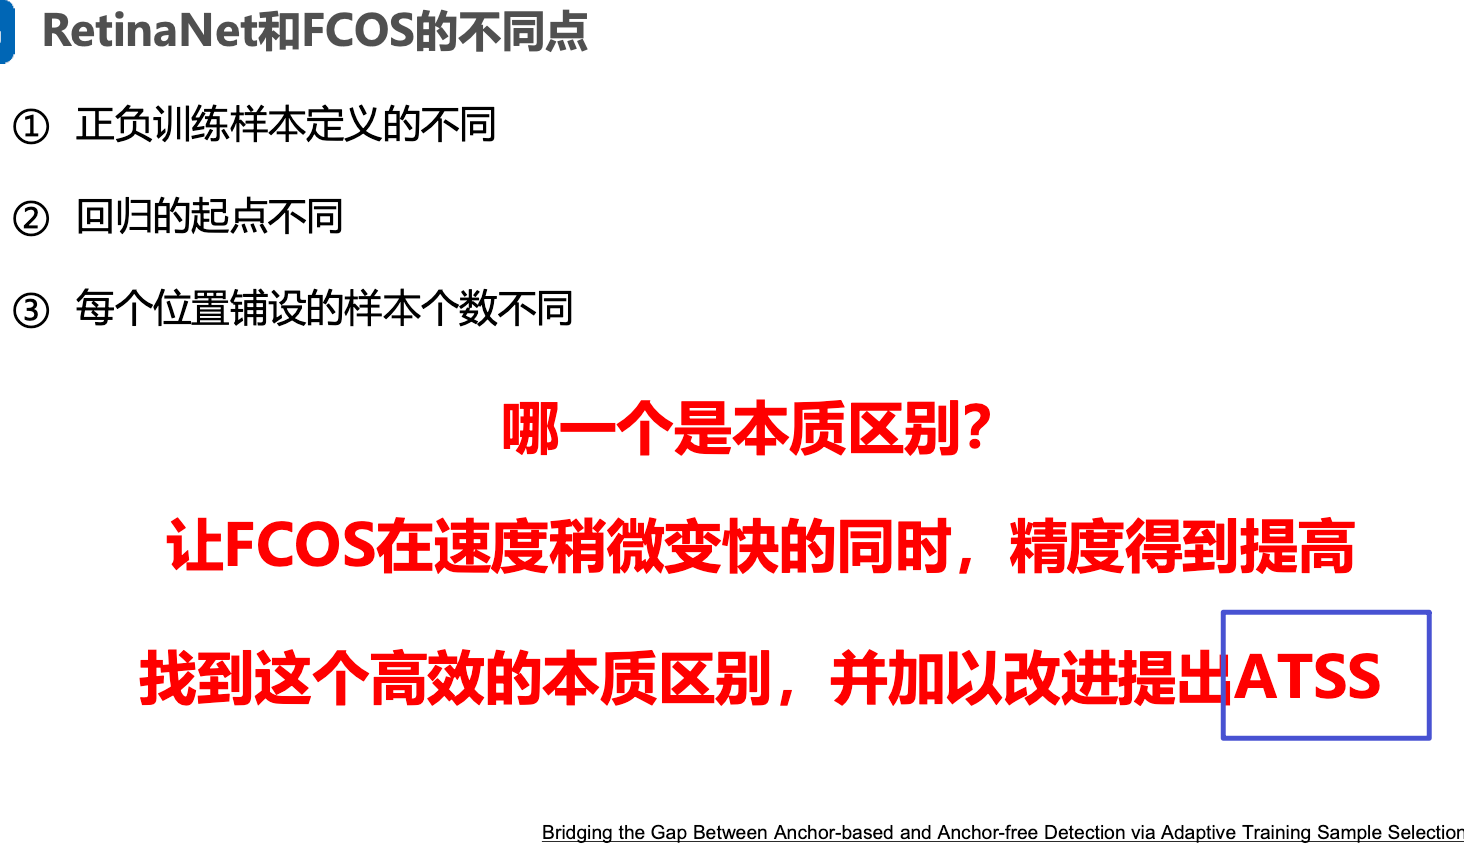 RetinaNet和FCOS的不同点
① 正负训练样本定义的不同
② 回归的起点不同
③ 每个位置铺设的样本个数不同
哪一个是本质区别?
让FCOS在速度稍微变快的同时，精度得到提高
找到这个高效的本质区别，并加以改进提出ATSS
Bridging the Gap Between Anchor-based and Anchor-free Detection via Adaptive Training Sample Selection